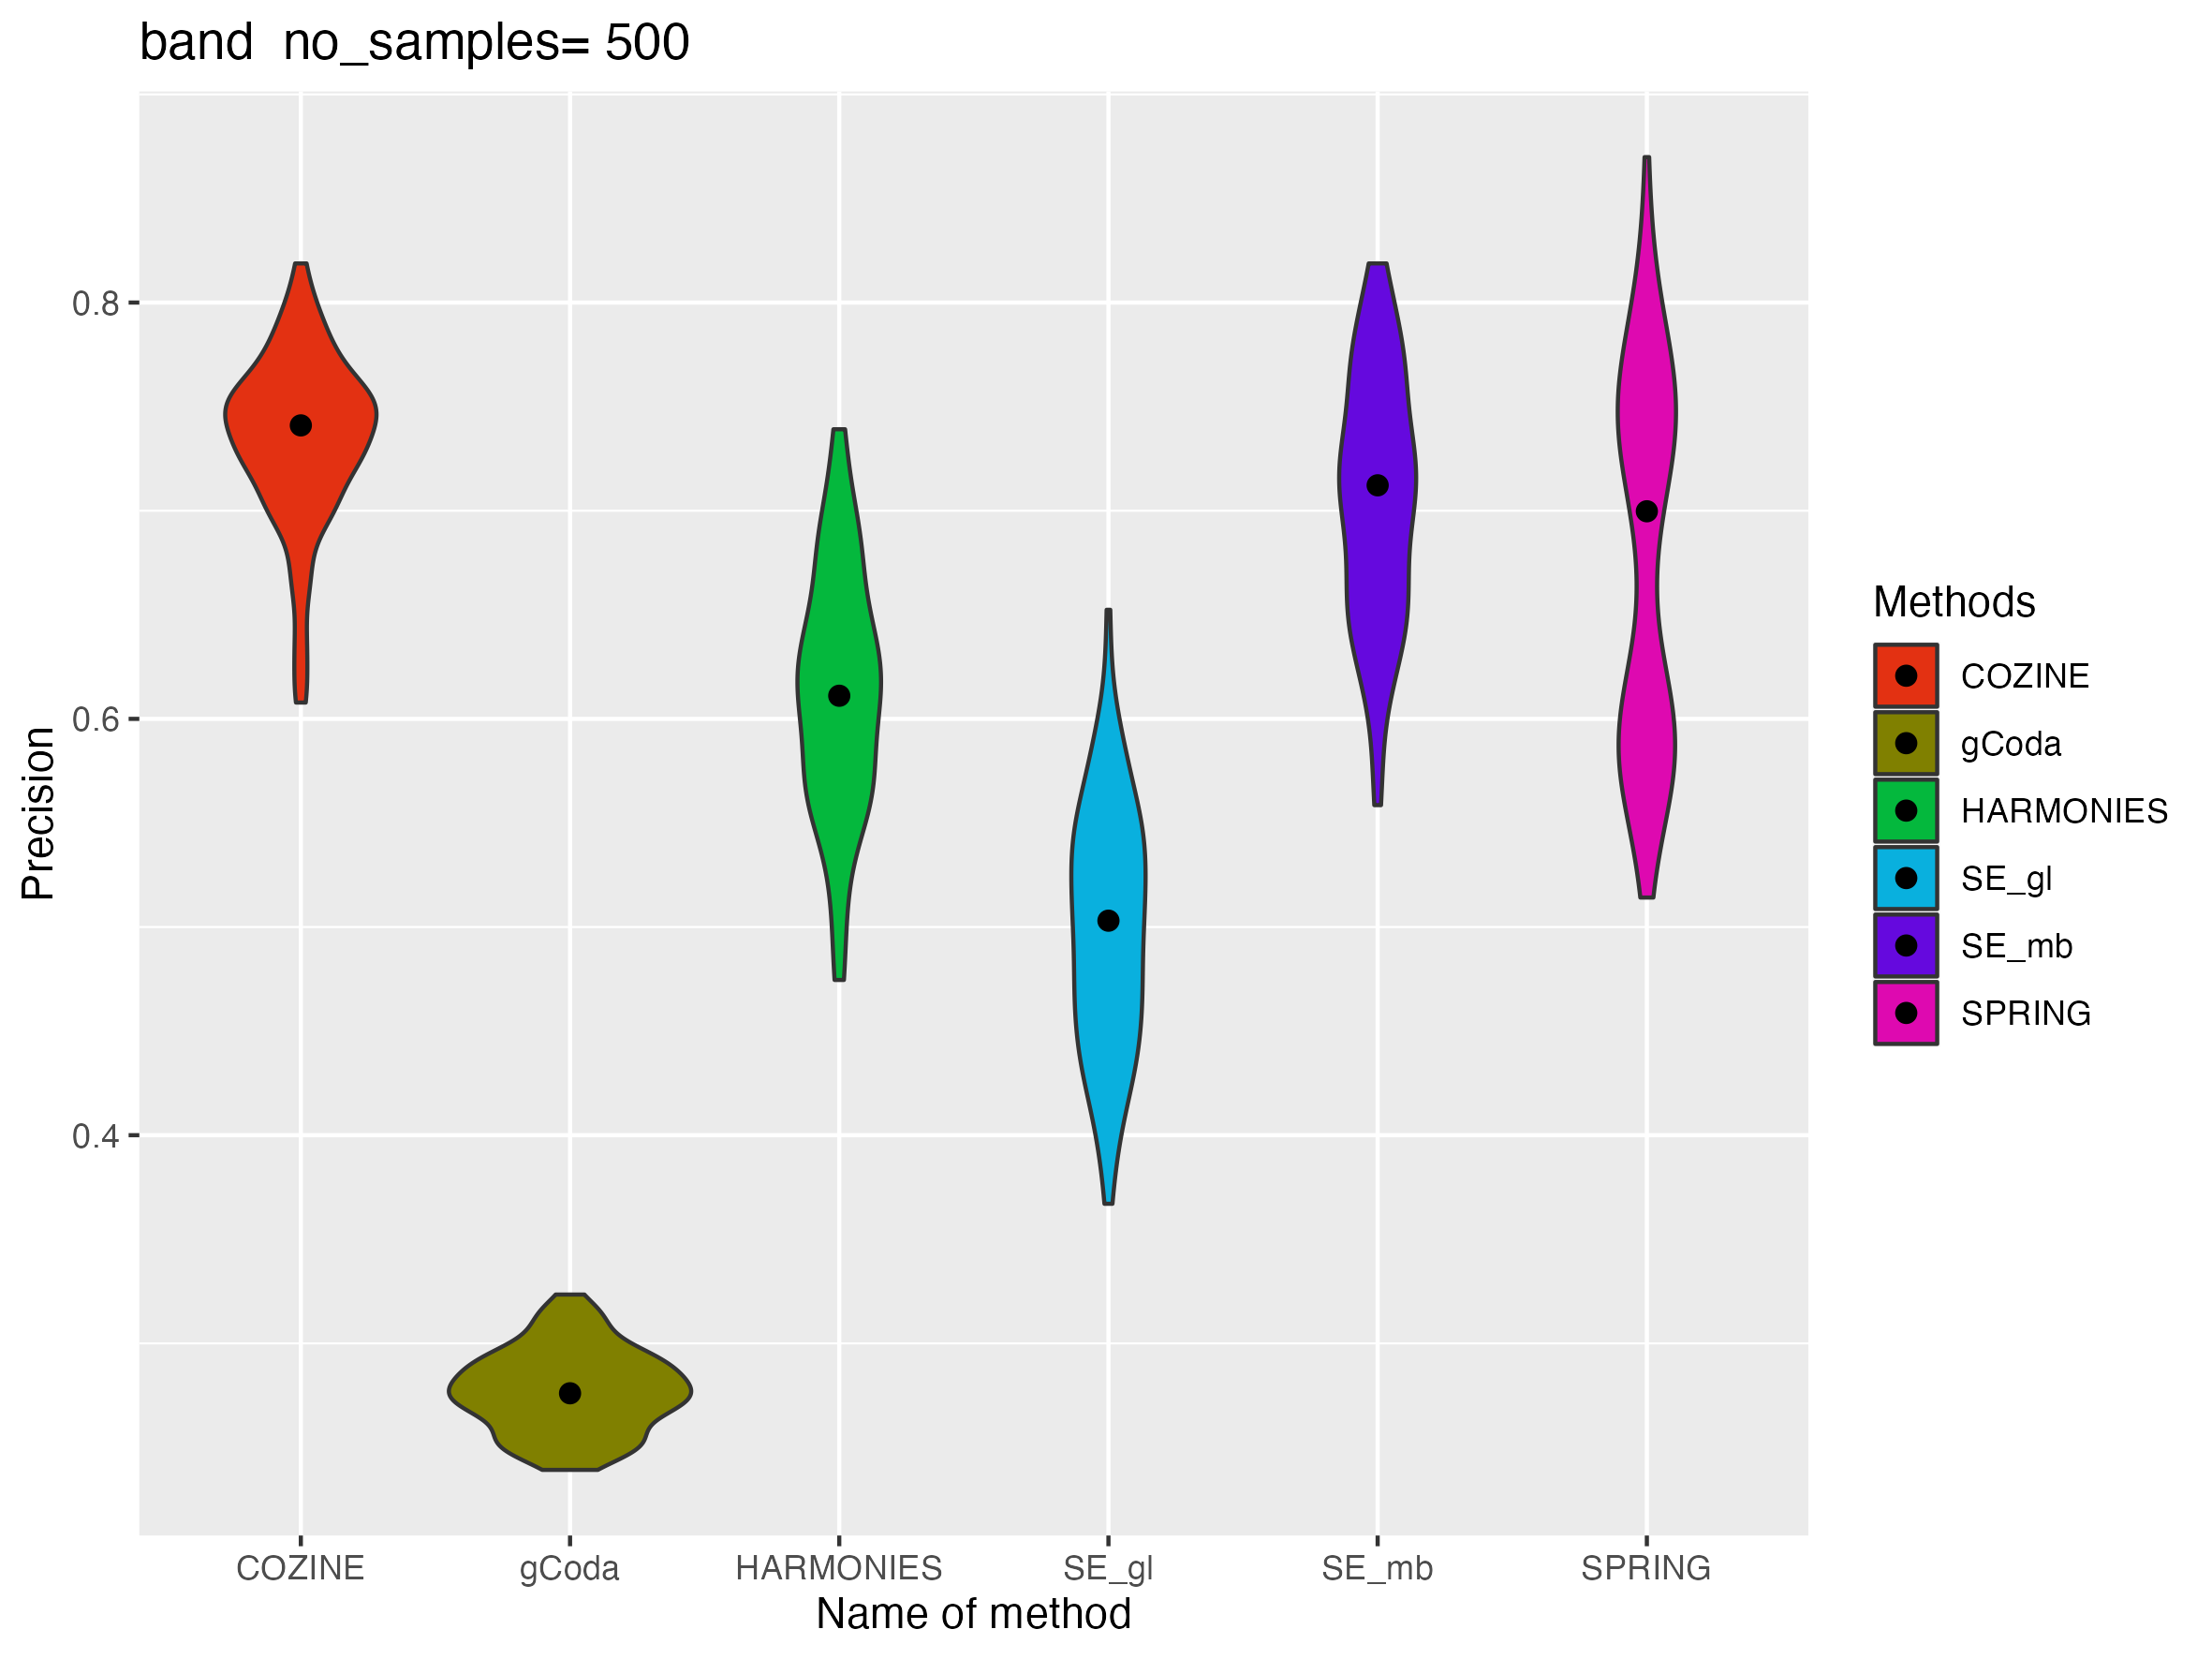 band  no_samples= 500
Precision
0.8
0.6
0.4
COZINE
gCoda
HARMONIES
SE_gl
SE_mb
SPRING
Name of method
Methods
COZINE
gCoda
HARMONIES
SE_gl
SE_mb
SPRING